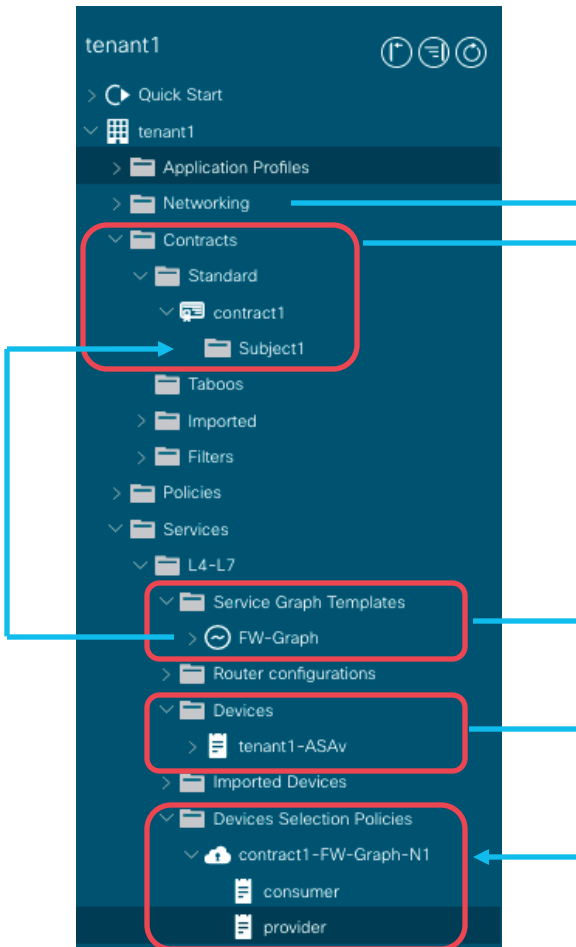 tenant1
Quick Start
tenant1
Application Profiles
Networking
Contracts
Standard
contract1
Subject1
Taboos
Imported
Filters
Policies
Services
L4-L7
Service Graph Templates
FW-Graph
Router configurations
Devices
tenant1-ASAv
Imported Devices
Devices Selection Policies
contract1-FW-Graph-N1
consumer
provider